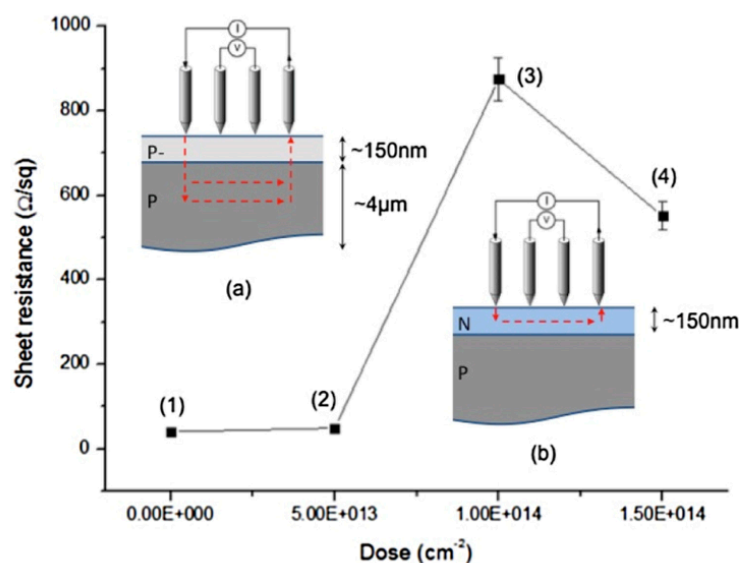 1000
800
600
400
200
0
Sheet resistance (Ω/sq)
I
V
P-
P
~150nm
~4µm
(a)
(1)
(2)
(3)
(4)
I
V
N
P
~150nm
(b)
0.00E+000 5.00E+013 1.00E+014 1.50E+014
Dose (cm⁻²)